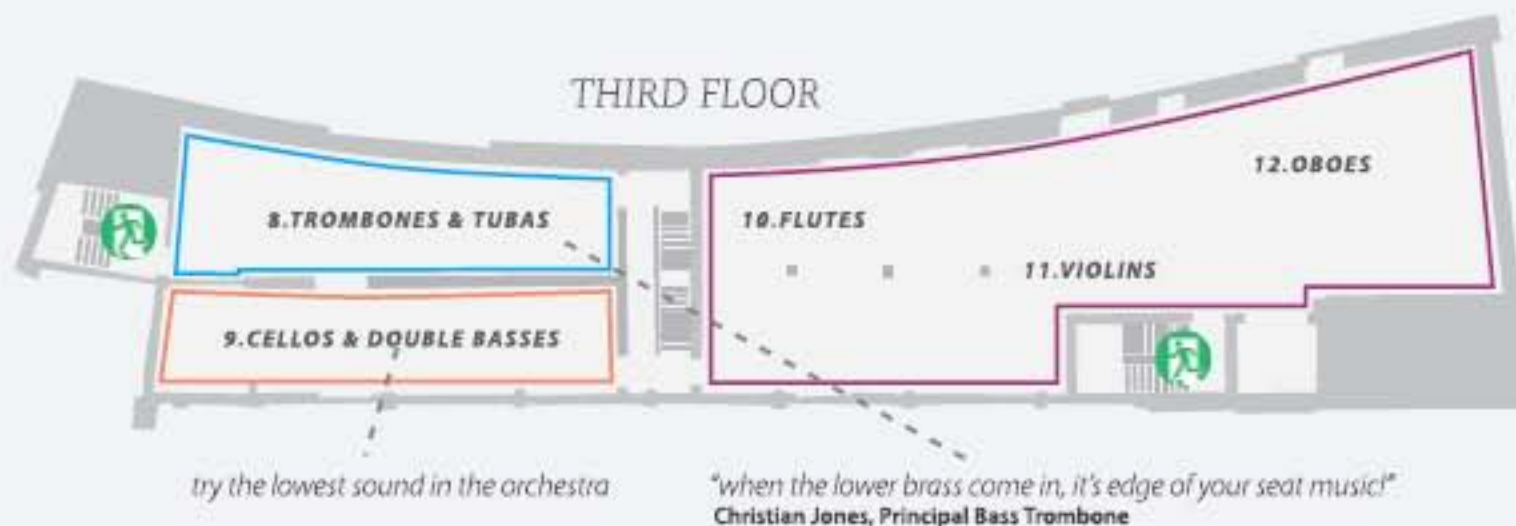 THIRD FLOOR
12.OBOES
8.TROMBONES & TUBAS
10.FLUTES
11.VIOLINS
9.CELLOS & DOUBLE BASSES
try the lowest sound in the orchestra
"when the lower brass come in, it's edge of your seat music!"
Christian Jones, Principal Bass Trombone